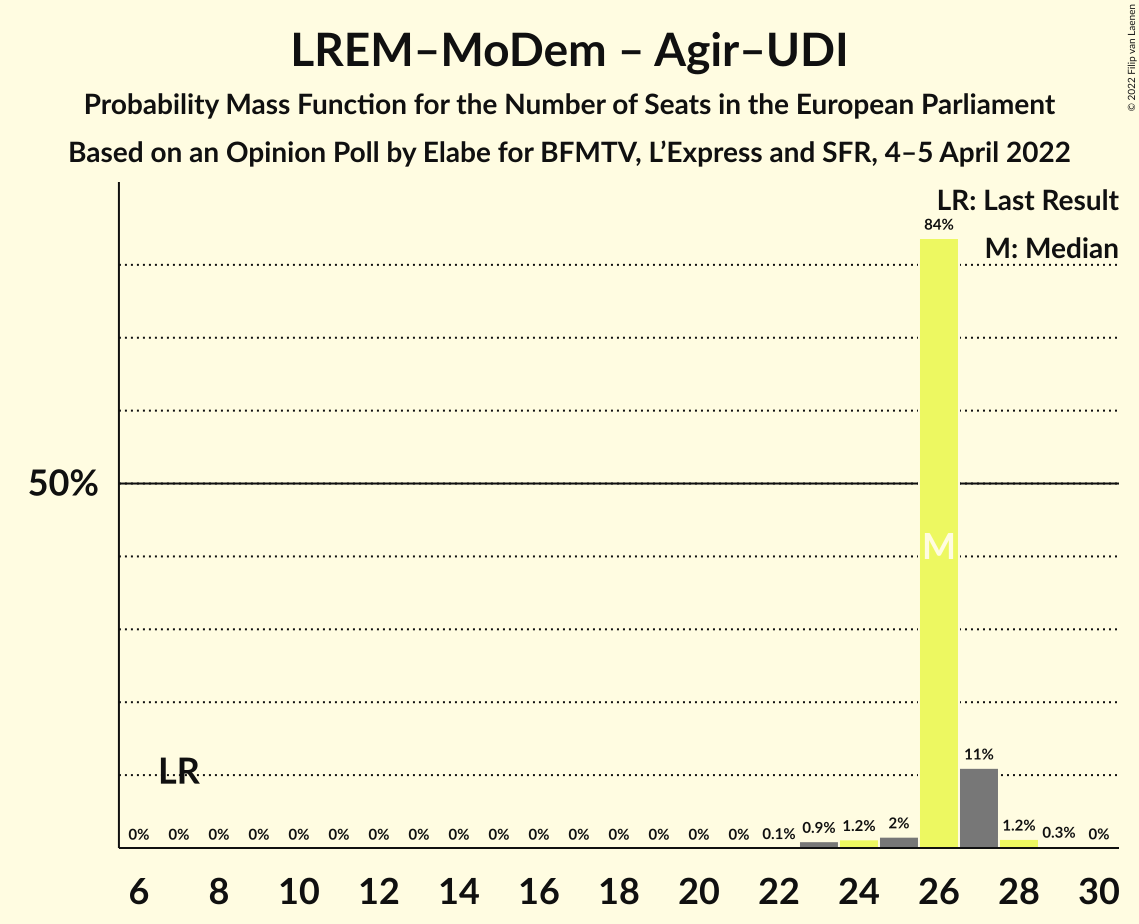 LREM–MoDem – Agir–UDI
Probability Mass Function for the Number of Seats in the European Parliament
Based on an Opinion Poll by Elabe for BFMTV, L’Express and SFR, 4–5 April 2022
© 2022 Filip van Laenen
LR: Last Result
M: Median
84%
50%
M
LR
11%
0% 0% 0% 0% 0% 0% 0% 0% 0% 0% 0% 0% 0% 0% 0% 0% 0.1% 0.9% 1.2% 2% 1.2% 0.3% 0%
6 8 10 12 14 16 18 20 22 24 26 28 30